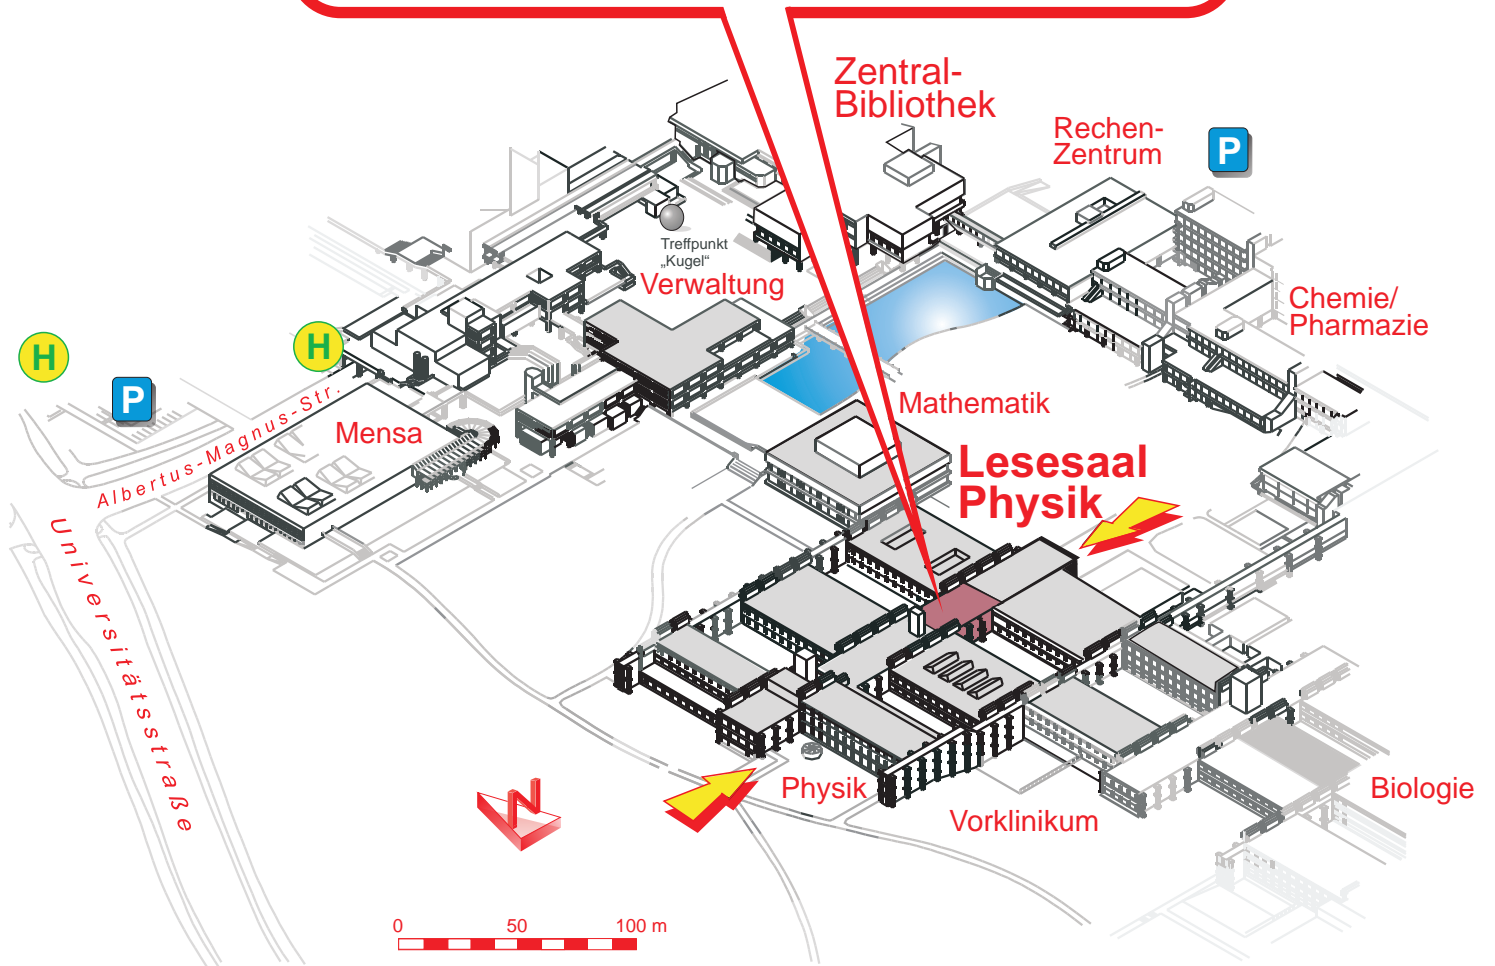 Zentral-
Bibliothek
Rechen-
Zentrum
P
Treffpunkt
„Kugel“
Verwaltung
Chemie/
Pharmazie
H
H
P
Albertus-Magnus-Str.
Mensa
Mathematik
Lesesaal
Physik
Universitätsstraße
Physik
Vorklinikum
Biologie
N
0 50 100 m